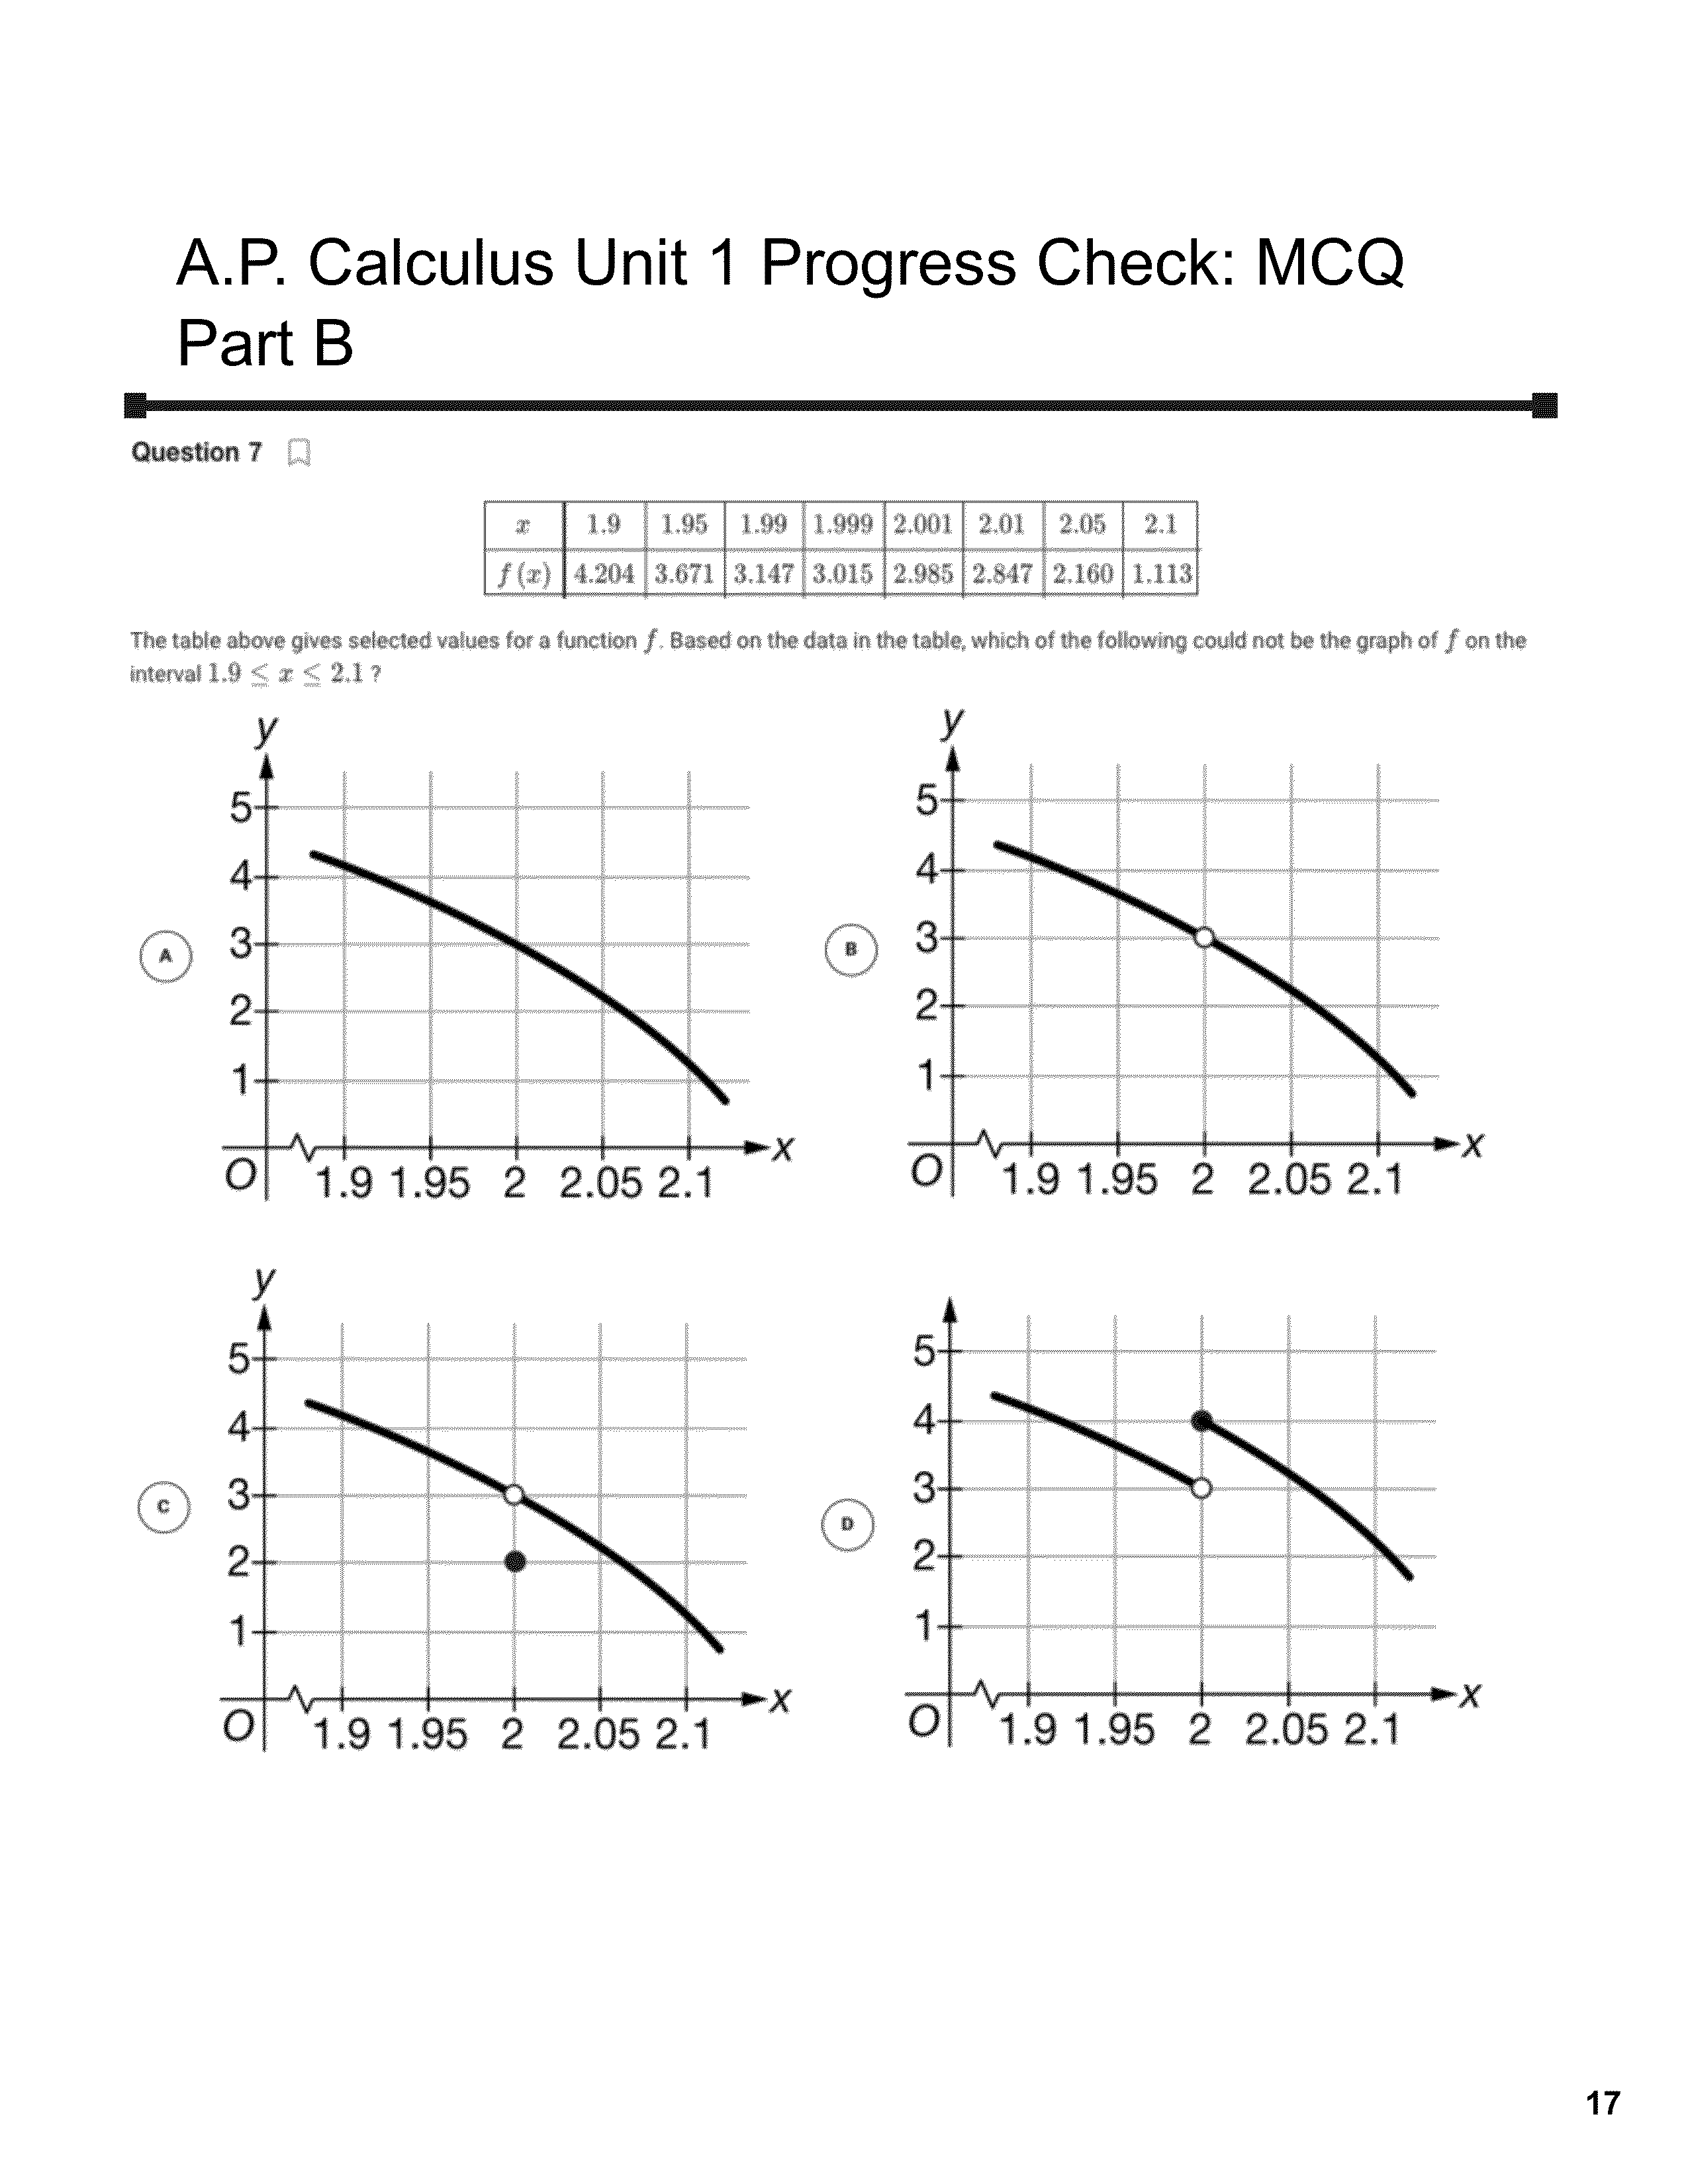 A.P. Calculus Unit 1 Progress Check: MCQ
Part B
Question 7
x 1.9 1.95 1.99 1.999 2.001 2.01 2.05 2.1
f (x) 4.204 3.671 3.147 3.015 2.985 2.847 2.160 1.113
The table above gives selected values for a function f. Based on the data in the table, which of the following could not be the graph of f on the
interval 1.9 ≤ x ≤ 2.1 ?
A
y
5
4
3
2
1
O
1.9 1.95 2 2.05 2.1
x
B
y
5
4
3
2
1
O
1.9 1.95 2 2.05 2.1
x
C
y
5
4
3
2
1
O
1.9 1.95 2 2.05 2.1
x
D
5
4
3
2
1
O
1.9 1.95 2 2.05 2.1
x
17